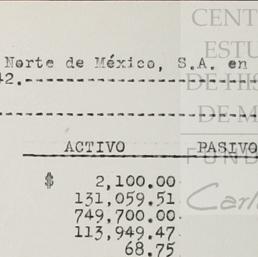 CENT
Norte de México, S.A. en
ESTU
42.-----------------------------
DE HIS
DE M
--------------------------------
ACTIVO PASIVO
FUND
$ 2,100.00
Carl
131,059.51
749,700.00
113,949.47
68.75